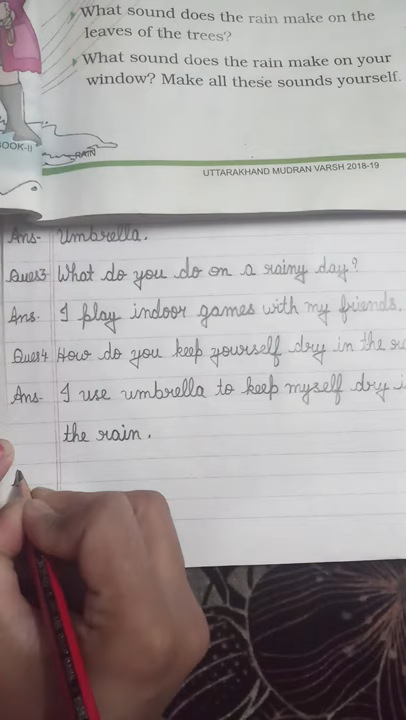 What sound does the rain make on the
leaves of the trees?
What sound does the rain make on your
window? Make all these sounds yourself.
BOOK-II
RAIN
UTTARAKHAND MUDRAN VARSH 2018-19
Ans- Umbrella.
Ques3 What do you do on a rainy day?
Ans. I play indoor games with my friends.
Ques4 How do you keep yourself dry in the
Ans- I use umbrella to keep myself dry
the rain.